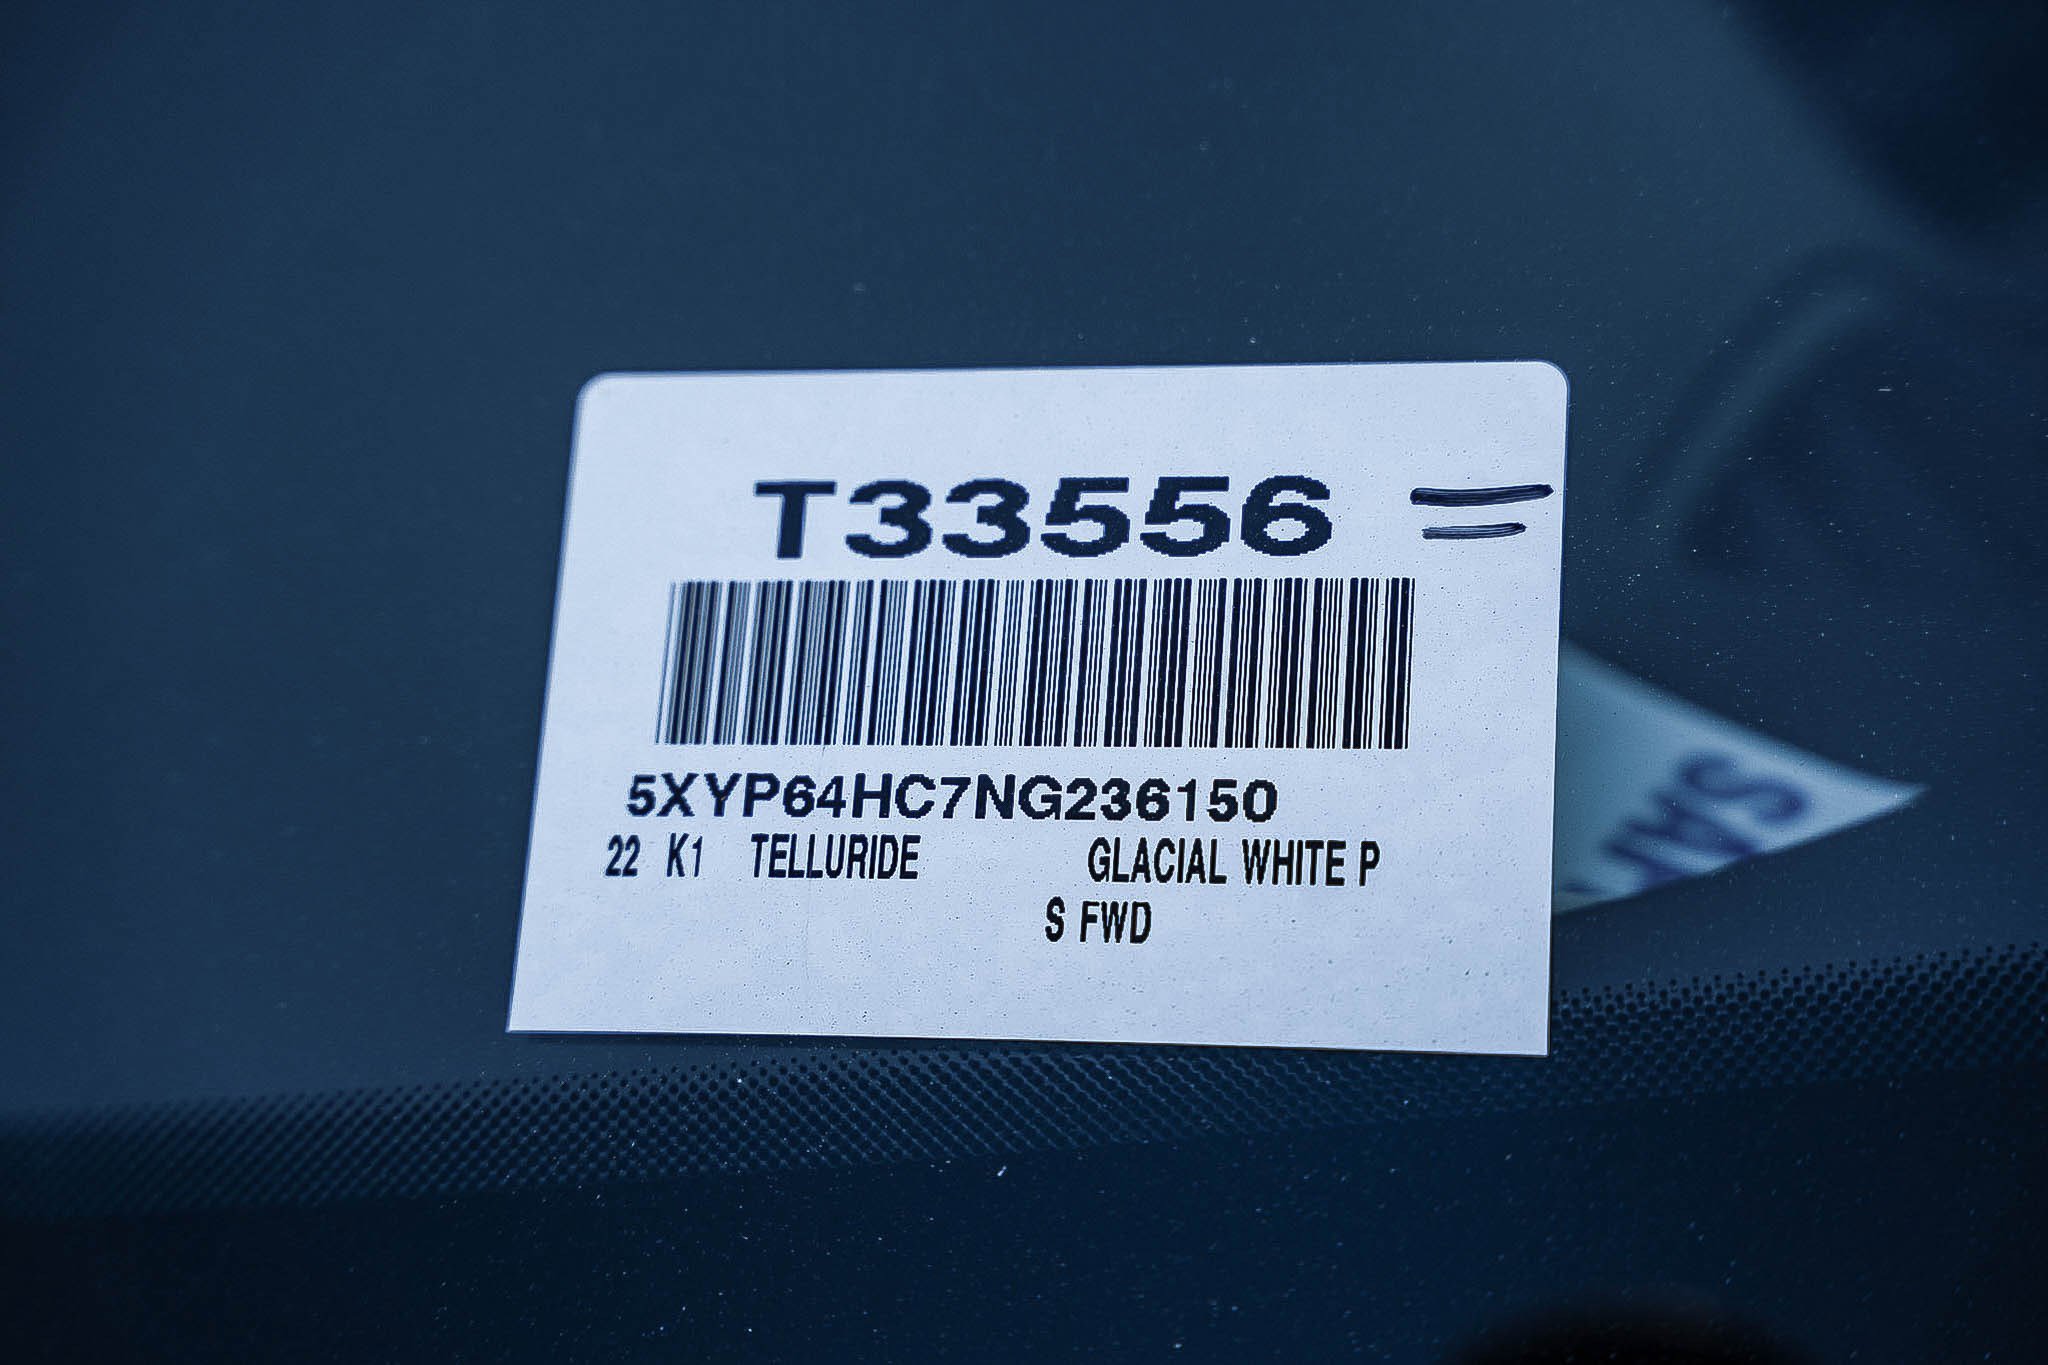 T33556
5XYP64HC7NG236150
22 K1 TELLURIDE GLACIAL WHITE P
S FWD